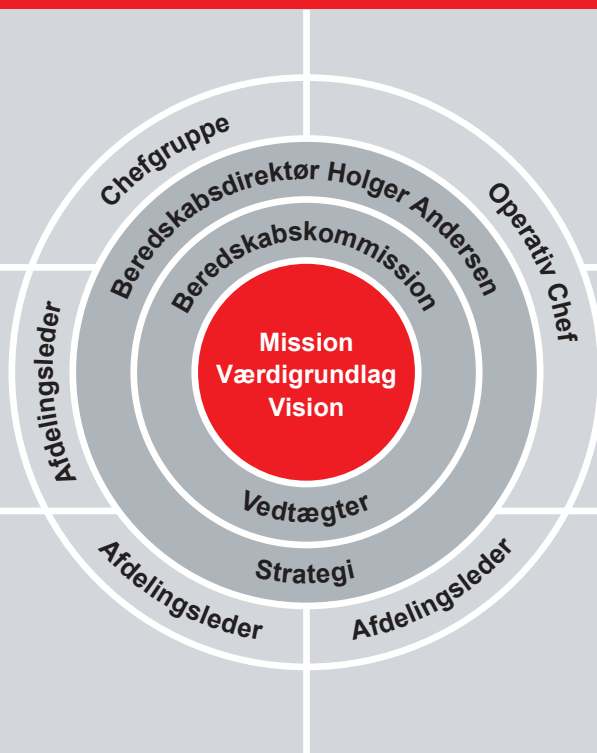 Chefgruppe
Operativ Chef
Beredskabsdirektør Holger Andersen
Beredskabskommission
Mission
Værdigrundlag
Vision
Afdelingsleder
Vedtægter
Strategi
Afdelingsleder
Afdelingsleder